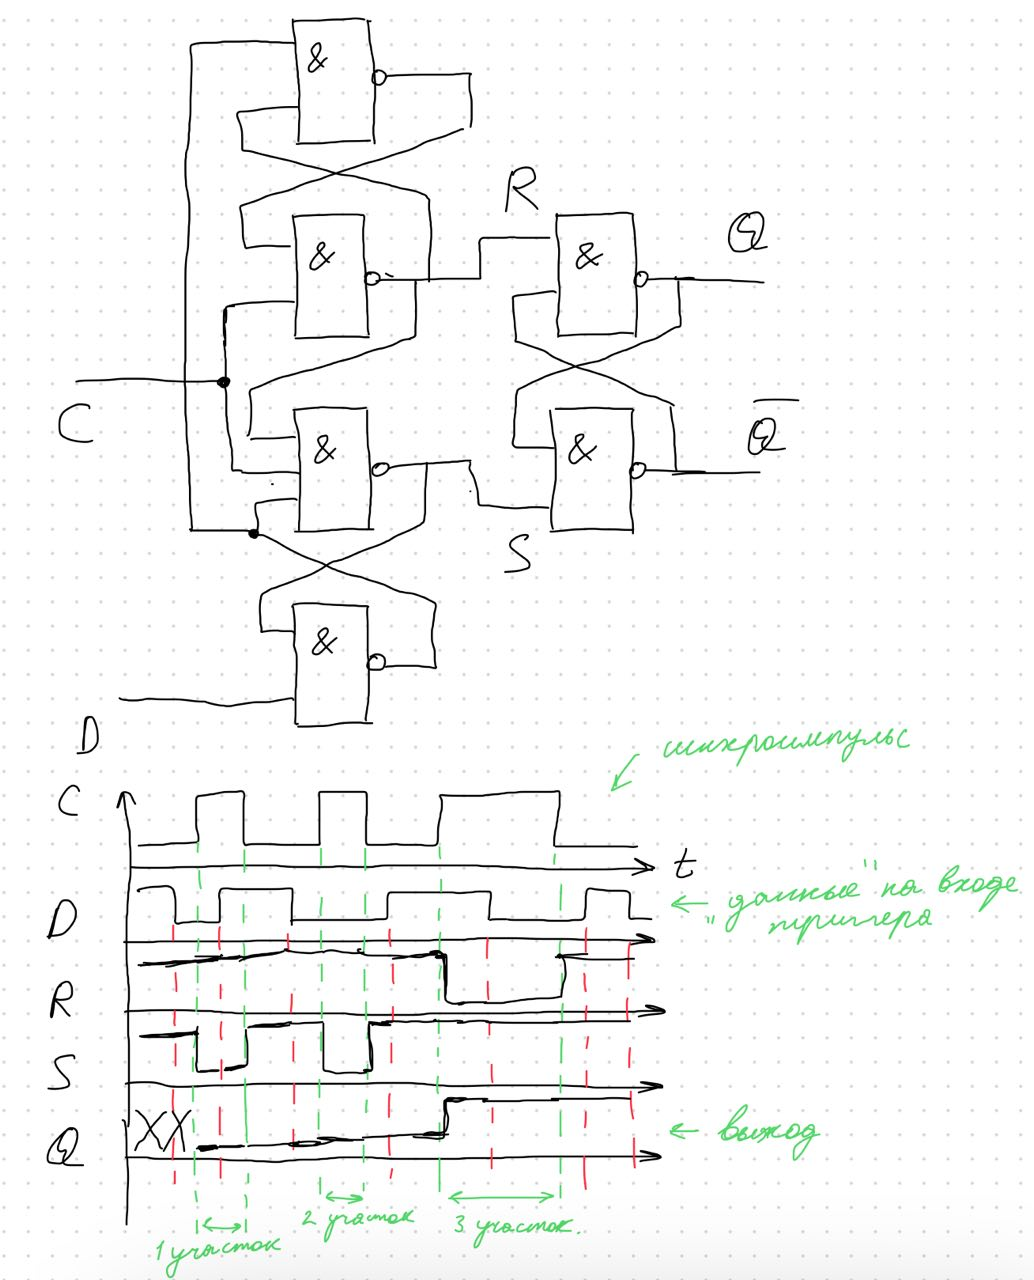 &
R
&
&
Q
C
&
&
Q̅
S
&
D
синхроимпульс
C
t
D
"данные" на входе
триггера
R
S
XX
Q
выход
1 участок
2 участок
3 участок.